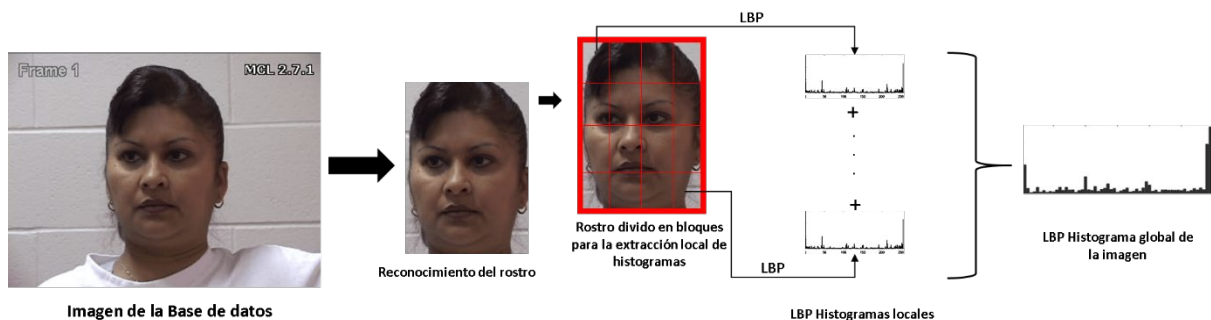 Frame 1
MCL 2.7.1
Imagen de la Base de datos
Reconocimiento del rostro
LBP
Rostro divido en bloques
para la extracción local de
histogramas
LBP
LBP Histogramas locales
LBP Histograma global de
la imagen